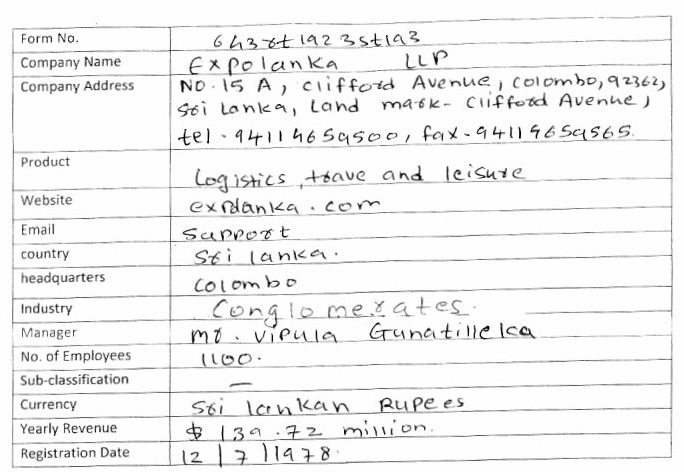 Form No. 643rt1923st193
Company Name Expolanka LLP
Company Address NO. 15 A, Clifford Avenue, Colombo, 92362,
Sri Lanka, Land mark- Clifford Avenue,
tel - 94114659500, fax - 94114659565.
Product Logistics, trave and leisure
Website expolanka.com
Email Support
country Sri Lanka.
headquarters Colombo
Industry Conglomerates.
Manager mr. Vipula Gunatilleka
No. of Employees 1100.
Sub-classification —
Currency Sri lankan Rupees
Yearly Revenue $ 139.72 million.
Registration Date 12/7/1978.